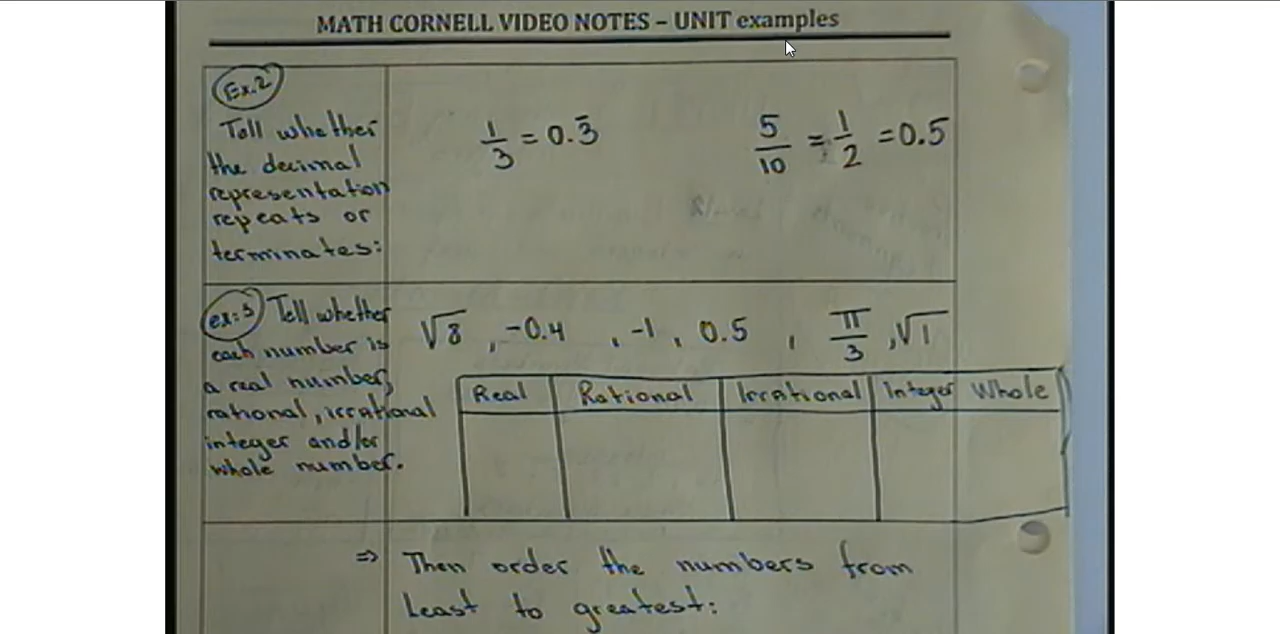 MATH CORNELL VIDEO NOTES – UNIT examples
Ex.2
Tell whether
the decimal
representation
repeats or
terminates:
1/3 = 0.3̅
5/10 = 1/2 = 0.5
ex:3 Tell whether
each number is
a real number,
rational, irrational
integer and/or
whole number.
√8 , -0.4 , -1 , 0.5 , π/3 , √1
Real Rational Irrational Integer Whole
⇒ Then order the numbers from
Least to greatest: